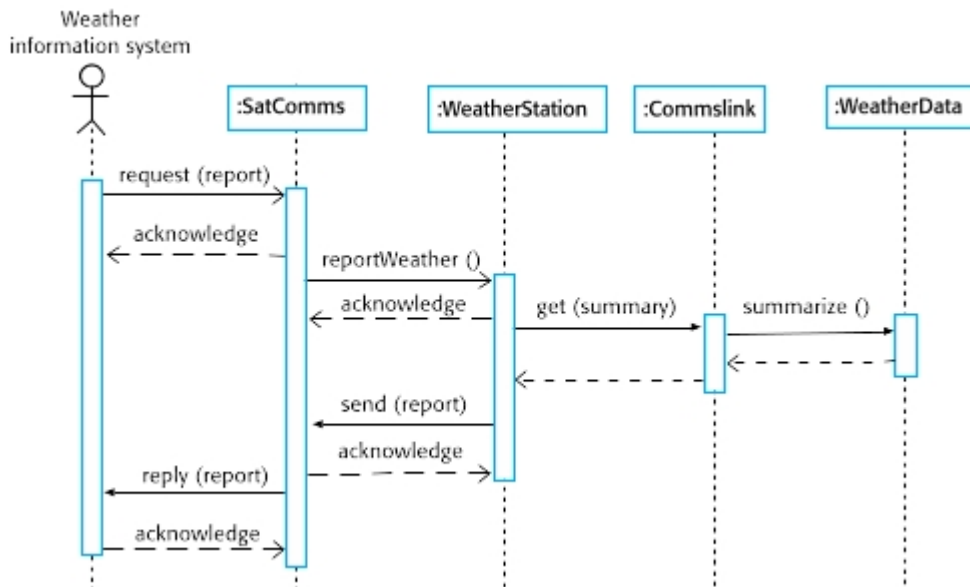 Weather
information system
:SatComms
:WeatherStation
:Commslink
:WeatherData
request (report)
acknowledge
reportWeather ()
acknowledge
get (summary)
summarize ()
send (report)
acknowledge
reply (report)
acknowledge